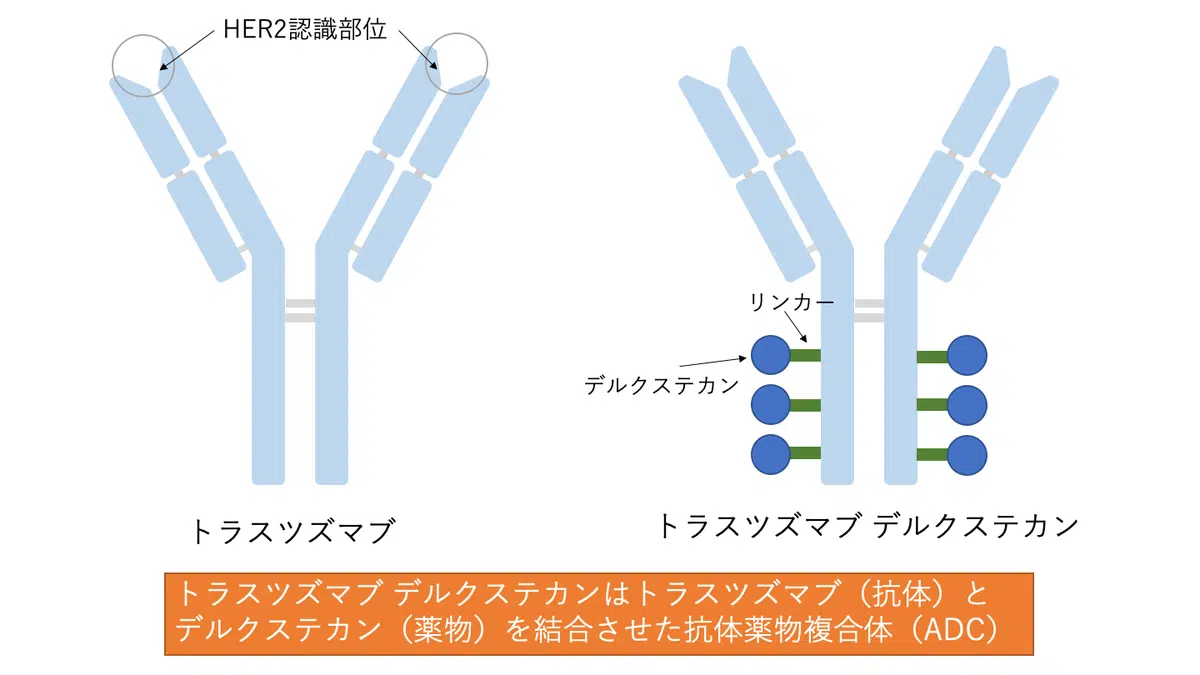 HER2認識部位
リンカー
デルクステカン
トラスツズマブ
トラスツズマブ デルクステカン
トラスツズマブ デルクステカンはトラスツズマブ（抗体）と
デルクステカン（薬物）を結合させた抗体薬物複合体（ADC）